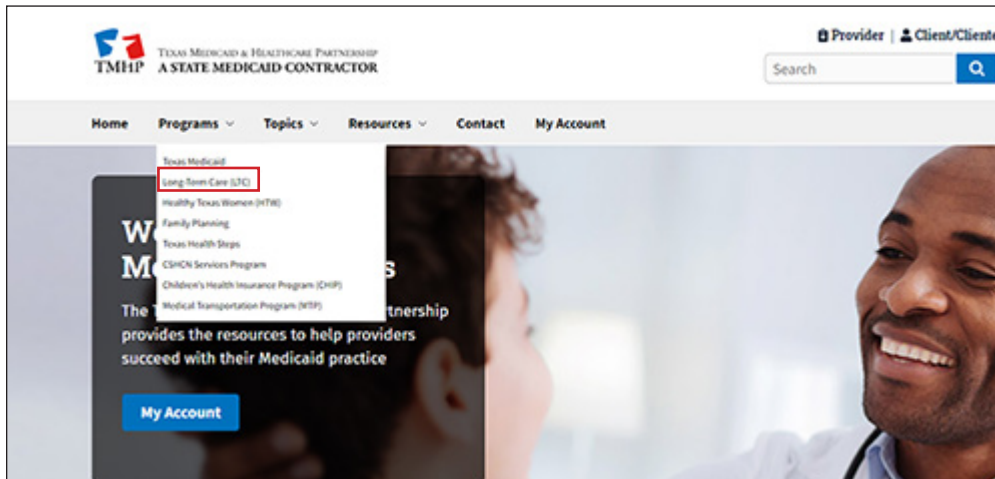 TMHP
TEXAS MEDICAID & HEALTHCARE PARTNERSHIP
A STATE MEDICAID CONTRACTOR
Provider | Client/Cliente
Search
Home Programs Topics Resources Contact My Account
Texas Medicaid
Long-Term Care (LTC)
Healthy Texas Women (HTW)
Family Planning
Texas Health Steps
CSHCN Services Program
Children's Health Insurance Program (CHIP)
Medical Transportation Program (MTP)
W
M s
The T tnership
provides the resources to help providers
succeed with their Medicaid practice
My Account